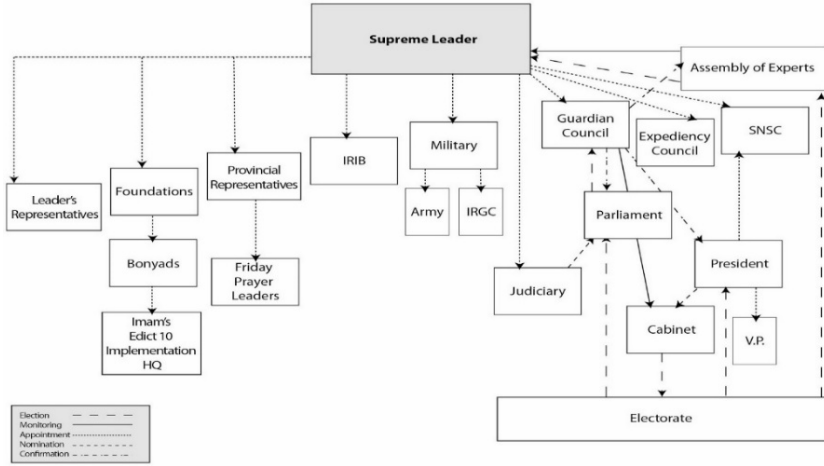 Supreme Leader
Assembly of Experts
Guardian
Council
Expediency
Council
SNSC
IRIB
Military
Provincial
Representatives
Foundations
Leader's
Representatives
Army
IRGC
Parliament
President
Bonyads
Friday
Prayer
Leaders
Judiciary
Imam's
Edict 10
Implementation
HQ
Cabinet
V.P.
Electorate
Election
Monitoring
Appointment
Nomination
Confirmation